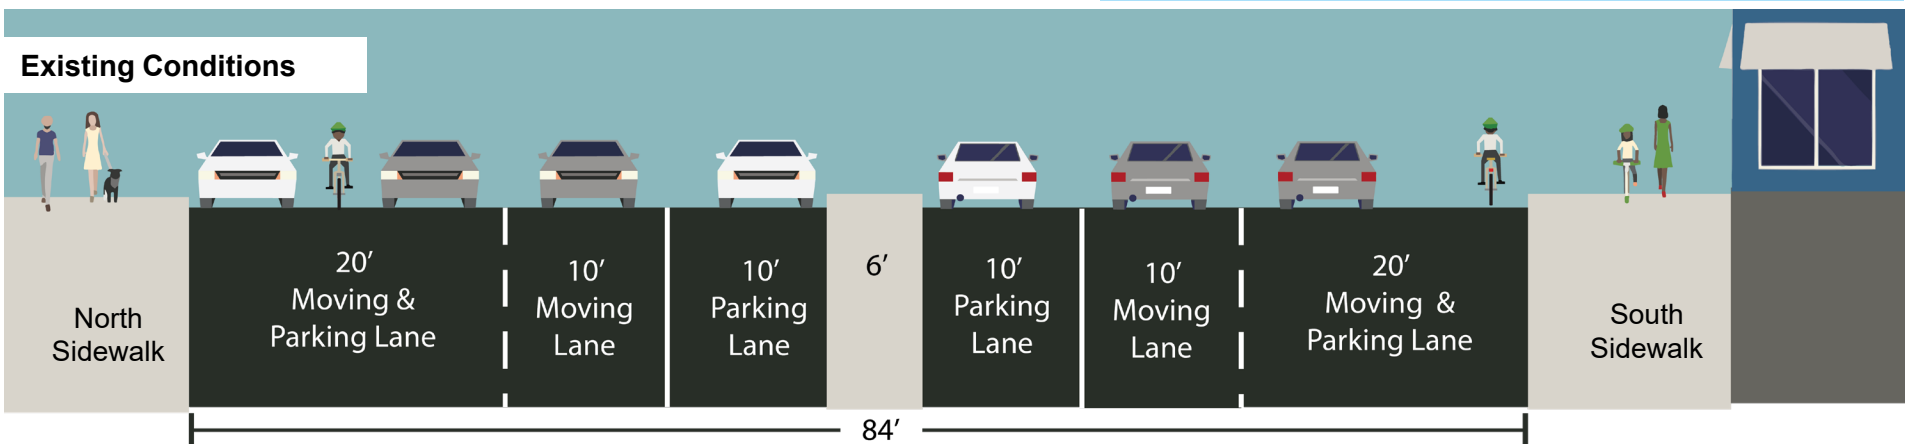 Existing Conditions
North
Sidewalk
20’
Moving &
Parking Lane
10’
Moving
Lane
10’
Parking
Lane
6’
10’
Parking
Lane
10’
Moving
Lane
20’
Moving &
Parking Lane
South
Sidewalk
84’